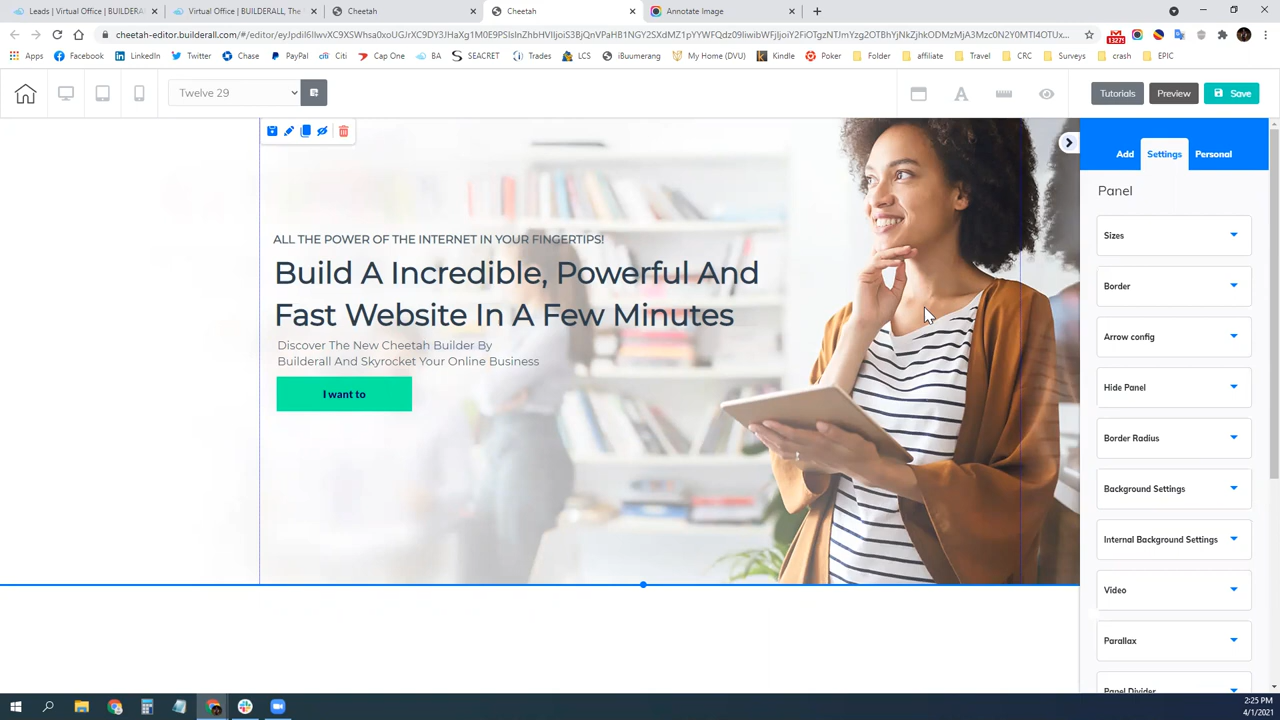 Leads | Virtual Office | BUILDERA
Virtual Office | BUILDERALL, The
Cheetah
Cheetah
Annotate Image
Apps
Facebook
LinkedIn
Twitter
Chase
PayPal
Citi
Cap One
BA
SEACRET
Trades
LCS
iBuumerang
My Home (DVU)
Kindle
Poker
Folder
affiliate
Travel
CRC
Surveys
crash
EPIC
Twelve 29
Tutorials
Preview
Save
Add
Settings
Personal
Panel
Sizes
Border
Arrow config
Hide Panel
Border Radius
Background Settings
Internal Background Settings
Video
Parallax
Panel Divider
ALL THE POWER OF THE INTERNET IN YOUR FINGERTIPS!
Build A Incredible, Powerful And
Fast Website In A Few Minutes
Discover The New Cheetah Builder By
Builderall And Skyrocket Your Online Business
I want to
2:25 PM
4/1/2021